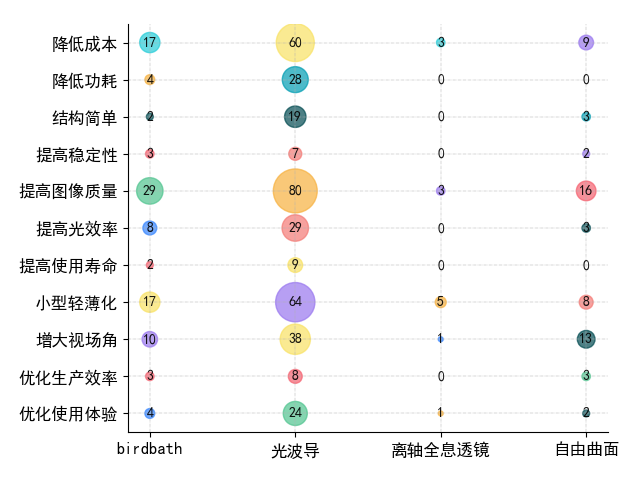 降低成本 17 60 3 9
降低功耗 4 28 0 0
结构简单 2 19 0 3
提高稳定性 3 7 0 2
提高图像质量 29 80 3 16
提高光效率 8 29 0 3
提高使用寿命 2 9 0 0
小型轻薄化 17 64 5 8
增大视场角 10 38 1 13
优化生产效率 3 8 0 3
优化使用体验 4 24 1 2
birdbath 光波导 离轴全息透镜 自由曲面